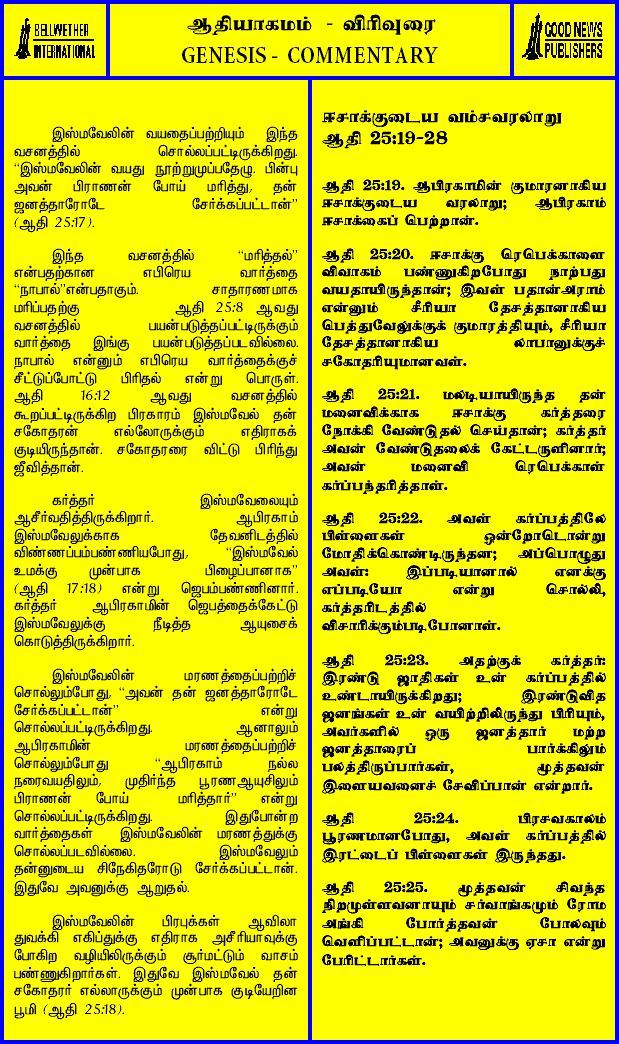 BELLWETHER
INTERNATIONAL
ஆதியாகமம் - விரிவுரை
GENESIS - COMMENTARY
GOOD NEWS
PUBLISHERS
இஸ்மவேலின் வயதைப்பற்றியும் இந்த
வசனத்தில் சொல்லப்பட்டிருக்கிறது.
“இஸ்மவேலின் வயது நூற்றுமுப்பதேழு. பின்பு
அவன் பிராணன் போய் மரித்து, தன்
ஜனத்தாரோடே சேர்க்கப்பட்டான்”
(ஆதி 25:17).
இந்த வசனத்தில் “மரித்தல்”
என்பதற்கான எபிரெய வார்த்தை
“நாபால்”என்பதாகும். சாதாரணமாக
மரிப்பதற்கு ஆதி 25:8 ஆவது
வசனத்தில் பயன்படுத்தப்பட்டிருக்கும்
வார்த்தை இங்கு பயன்படுத்தப்படவில்லை.
நாபால் என்னும் எபிரெய வார்த்தைக்குச்
சீட்டுப்போட்டு பிரிதல் என்று பொருள்.
ஆதி 16:12 ஆவது வசனத்தில்
கூறப்பட்டிருக்கிற பிரகாரம் இஸ்மவேல் தன்
சகோதரன் எல்லோருக்கும் எதிராகக்
குடியிருந்தான். சகோதரரை விட்டு பிரிந்து
ஜீவித்தான்.
கர்த்தர் இஸ்மவேலையும்
ஆசீர்வதித்திருக்கிறார். ஆபிரகாம்
இஸ்மவேலுக்காக தேவனிடத்தில்
விண்ணப்பம்பண்ணியபோது, “இஸ்மவேல்
உமக்கு முன்பாக பிழைப்பானாக”
(ஆதி 17:18) என்று ஜெபம்பண்ணினார்.
கர்த்தர் ஆபிரகாமின் ஜெபத்தைக்கேட்டு
இஸ்மவேலுக்கு நீடித்த ஆயுசைக்
கொடுத்திருக்கிறார்.
இஸ்மவேலின் மரணத்தைப்பற்றிச்
சொல்லும்போது, “அவன் தன் ஜனத்தாரோடே
சேர்க்கப்பட்டான்” என்று
சொல்லப்பட்டிருக்கிறது. ஆனாலும்
ஆபிரகாமின் மரணத்தைப்பற்றிச்
சொல்லும்போது “ஆபிரகாம் நல்ல
நரைவயதிலும், முதிர்ந்த பூரணஆயுசிலும்
பிராணன் போய் மரித்தார்” என்று
சொல்லப்பட்டிருக்கிறது. இதுபோன்ற
வார்த்தைகள் இஸ்மவேலின் மரணத்துக்கு
சொல்லப்படவில்லை. இஸ்மவேலும்
தன்னுடைய சிநேகிதரோடு சேர்க்கப்பட்டான்.
இதுவே அவனுக்கு ஆறுதல்.
இஸ்மவேலின் பிரபுக்கள் ஆவிலா
துவக்கி எகிப்துக்கு எதிராக அசீரியாவுக்கு
போகிற வழியிலிருக்கும் சூர்மட்டும் வாசம்
பண்ணுகிறார்கள். இதுவே இஸ்மவேல் தன்
சகோதரர் எல்லாருக்கும் முன்பாக குடியேறின
பூமி (ஆதி 25:18).
ஈசாக்குடைய வம்சவரலாறு
ஆதி 25:19-28
ஆதி 25:19. ஆபிரகாமின் குமாரனாகிய
ஈசாக்குடைய வரலாறு; ஆபிரகாம்
ஈசாக்கைப் பெற்றான்.
ஆதி 25:20. ஈசாக்கு ரெபெக்காளை
விவாகம் பண்ணுகிறபோது நாற்பது
வயதாயிருந்தான்; இவள் பதான்அராம்
என்னும் சீரியா தேசத்தானாகிய
பெத்துவேலுக்குக் குமாரத்தியும், சீரியா
தேசத்தானாகிய லாபானுக்குச்
சகோதரியுமானவள்.
ஆதி 25:21. மலடியாயிருந்த தன்
மனைவிக்காக ஈசாக்கு கர்த்தரை
நோக்கி வேண்டுதல் செய்தான்; கர்த்தர்
அவன் வேண்டுதலைக் கேட்டருளினார்;
அவன் மனைவி ரெபெக்காள்
கர்ப்பந்தரித்தாள்.
ஆதி 25:22. அவள் கர்ப்பத்திலே
பிள்ளைகள் ஒன்றோடொன்று
மோதிக்கொண்டிருந்தன; அப்பொழுது
அவள்: இப்படியானால் எனக்கு
எப்படியோ என்று சொல்லி,
கர்த்தரிடத்தில்
விசாரிக்கும்படிபோனாள்.
ஆதி 25:23. அதற்குக் கர்த்தர்:
இரண்டு ஜாதிகள் உன் கர்ப்பத்தில்
உண்டாயிருக்கிறது; இரண்டுவித
ஜனங்கள் உன் வயிற்றிலிருந்து பிரியும்,
அவர்களில் ஒரு ஜனத்தார் மற்ற
ஜனத்தாரைப் பார்க்கிலும்
பலத்திருப்பார்கள், மூத்தவன்
இளையவனைச் சேவிப்பான் என்றார்.
ஆதி 25:24. பிரசவகாலம்
பூரணமானபோது, அவள் கர்ப்பத்தில்
இரட்டைப் பிள்ளைகள் இருந்தது.
ஆதி 25:25. மூத்தவன் சிவந்த
நிறமுள்ளவனாயும் சர்வாங்கமும் ரோம
அங்கி போர்த்தவன் போலவும்
வெளிப்பட்டான்; அவனுக்கு ஏசா என்று
பேரிட்டார்கள்.